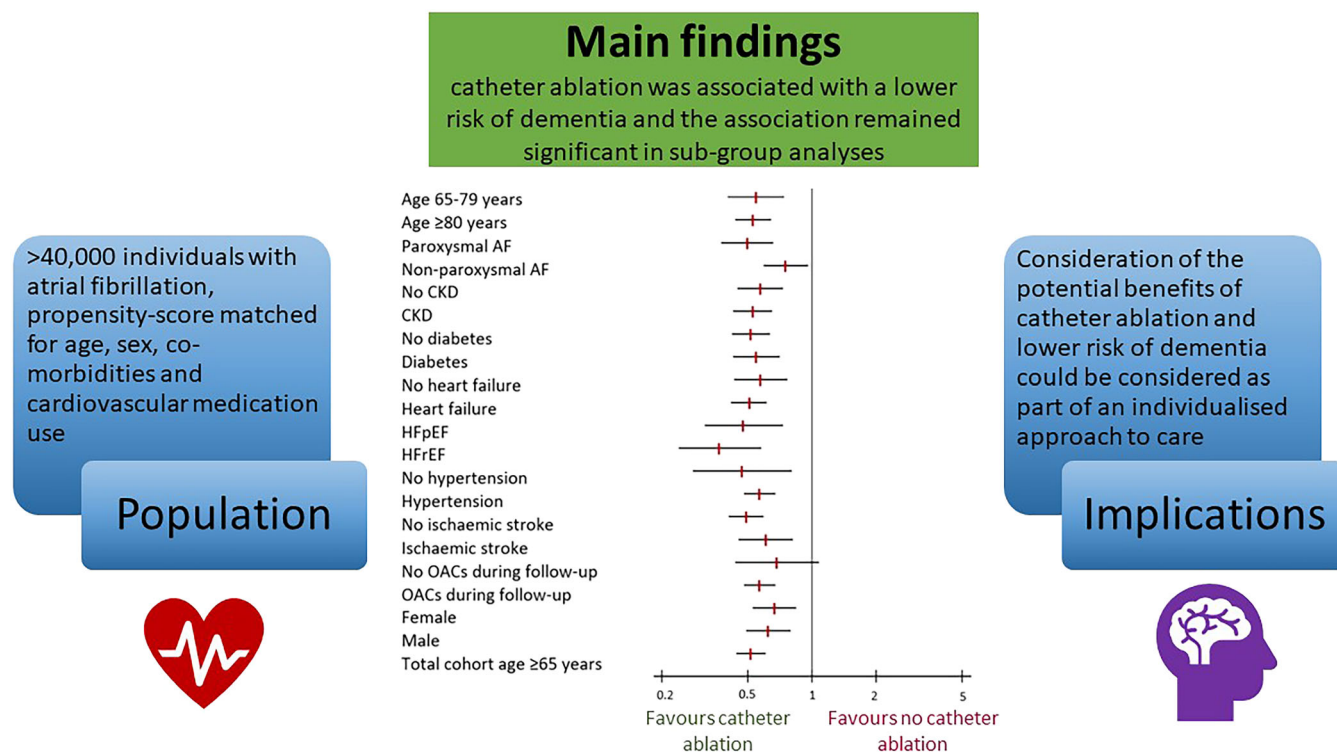 Main findings
catheter ablation was associated with a lower
risk of dementia and the association remained
significant in sub-group analyses
>40,000 individuals with
atrial fibrillation,
propensity-score matched
for age, sex, co-
morbidities and
cardiovascular medication
use
Population
Age 65-79 years
Age ≥80 years
Paroxysmal AF
Non-paroxysmal AF
No CKD
CKD
No diabetes
Diabetes
No heart failure
Heart failure
HFpEF
HFrEF
No hypertension
Hypertension
No ischaemic stroke
Ischaemic stroke
No OACs during follow-up
OACs during follow-up
Female
Male
Total cohort age ≥65 years
0.2 0.5 1 2 5
Favours catheter
ablation
Favours no catheter
ablation
Consideration of the
potential benefits of
catheter ablation and
lower risk of dementia
could be considered as
part of an individualised
approach to care
Implications